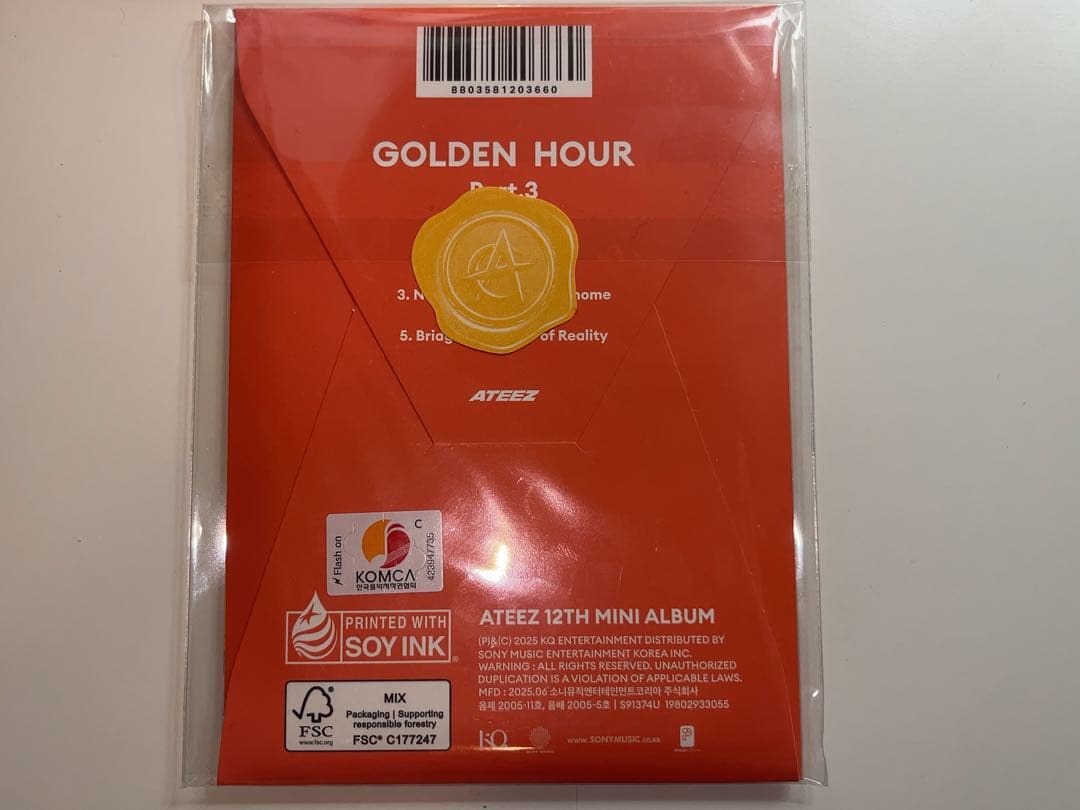 8803581203660
GOLDEN HOUR
Part.3
3. N home
5. Bridg of Reality
ATEEZ
Flash on
C
KOMCA
한국음악저작권협회
423947735
PRINTED WITH
SOY INK
®
ATEEZ 12TH MINI ALBUM
(P)&(C) 2025 KQ ENTERTAINMENT DISTRIBUTED BY
SONY MUSIC ENTERTAINMENT KOREA INC.
WARNING : ALL RIGHTS RESERVED. UNAUTHORIZED
DUPLICATION IS A VIOLATION OF APPLICABLE LAWS.
MFD : 2025.06 소니뮤직엔터테인먼트코리아 주식회사
음제 2005-11호, 음배 2005-5호 | S91374U 19802933055
FSC
www.fsc.org
MIX
Packaging | Supporting
responsible forestry
FSC® C177247
KQ
www.SONYMUSIC.co.kr